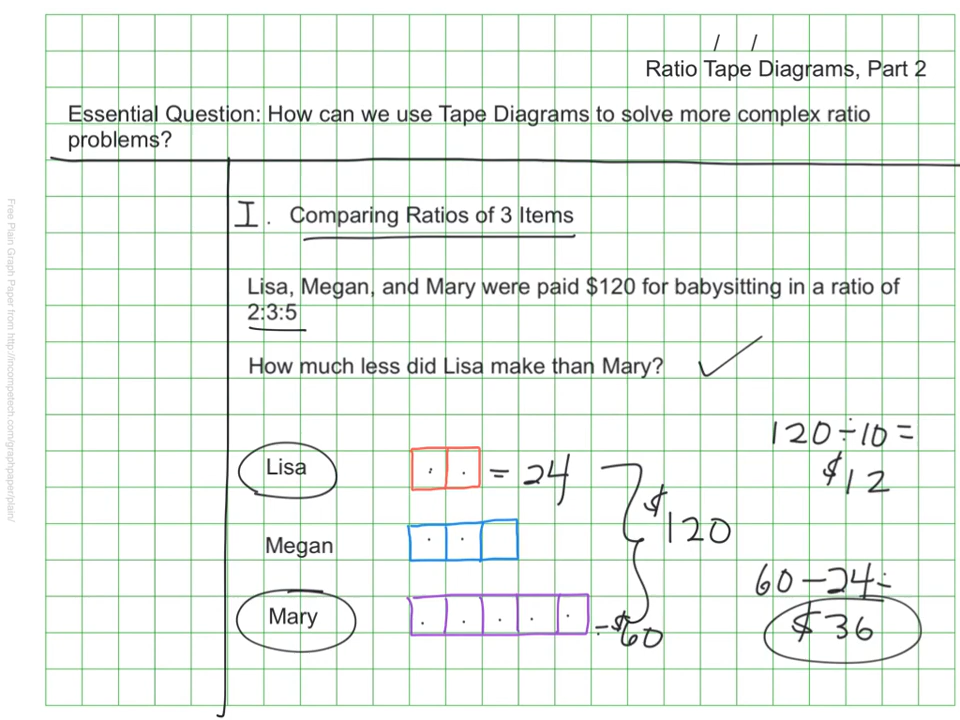 Ratio Tape Diagrams, Part 2
Essential Question: How can we use Tape Diagrams to solve more complex ratio
problems?
I. Comparing Ratios of 3 Items
Lisa, Megan, and Mary were paid $120 for babysitting in a ratio of
2:3:5
How much less did Lisa make than Mary?
120÷10=
$12
Lisa = 24
$120
Megan
60-24=
$36
Mary =$60
Free Plain Graph Paper from http://incompetech.com/graphpaper/plain/